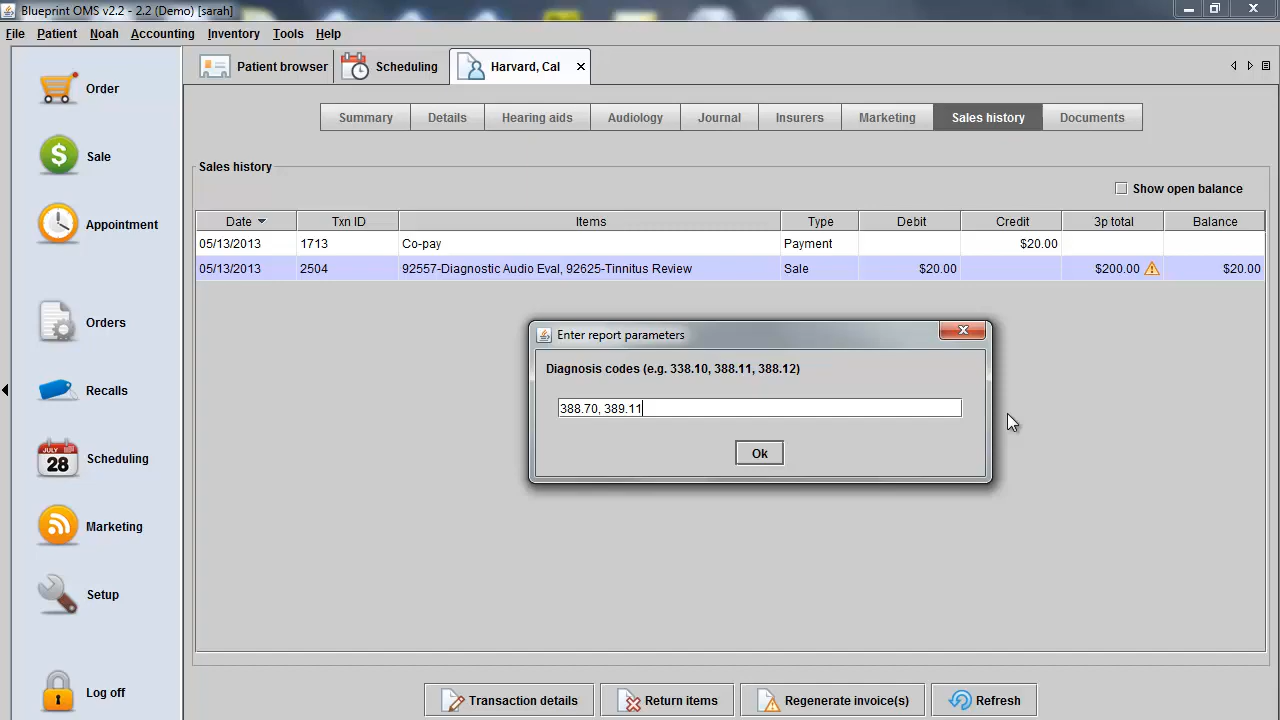 Blueprint OMS v2.2 - 2.2 (Demo) [sarah]
File Patient Noah Accounting Inventory Tools Help
Patient browser Scheduling Harvard, Cal
Order
Sale
Appointment
Orders
Recalls
JULY
28
Scheduling
Marketing
Setup
Log off
Summary Details Hearing aids Audiology Journal Insurers Marketing Sales history Documents
Sales history
Show open balance
Date Txn ID Items Type Debit Credit 3p total Balance
05/13/2013 1713 Co-pay Payment $20.00
05/13/2013 2504 92557-Diagnostic Audio Eval, 92625-Tinnitus Review Sale $20.00 $200.00 $20.00
Enter report parameters
Diagnosis codes (e.g. 338.10, 388.11, 388.12)
388.70, 389.11
Ok
Transaction details Return items Regenerate invoice(s) Refresh